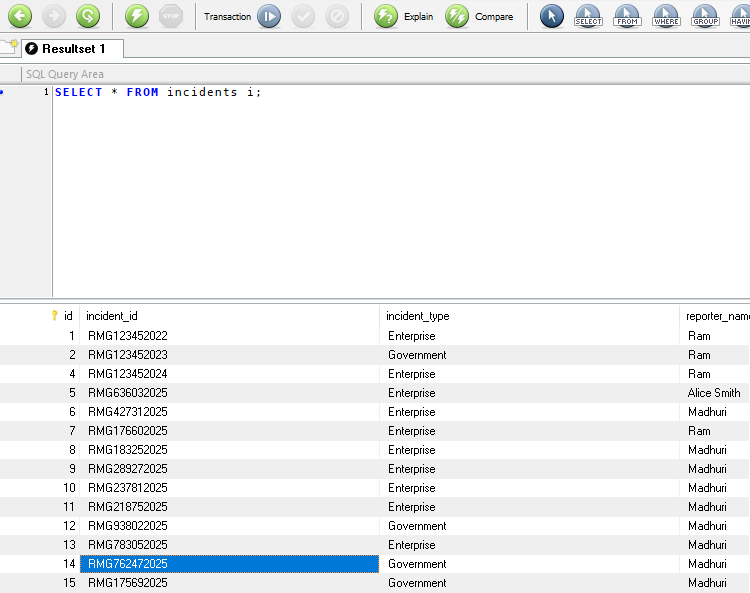 STOP Transaction Explain Compare SELECT FROM WHERE GROUP
Resultset 1
SQL Query Area
1 SELECT * FROM incidents i;
id incident_id incident_type
1 RMG123452022 Enterprise Ram
2 RMG123452023 Government Ram
4 RMG123452024 Enterprise Ram
5 RMG636032025 Enterprise Alice Smith
6 RMG427312025 Enterprise Madhuri
7 RMG176602025 Enterprise Ram
8 RMG183252025 Enterprise Madhuri
9 RMG289272025 Enterprise Madhuri
10 RMG237812025 Enterprise Madhuri
11 RMG218752025 Enterprise Madhuri
12 RMG938022025 Government Madhuri
13 RMG783052025 Enterprise Madhuri
14 RMG762472025 Government Madhuri
15 RMG175692025 Government Madhuri